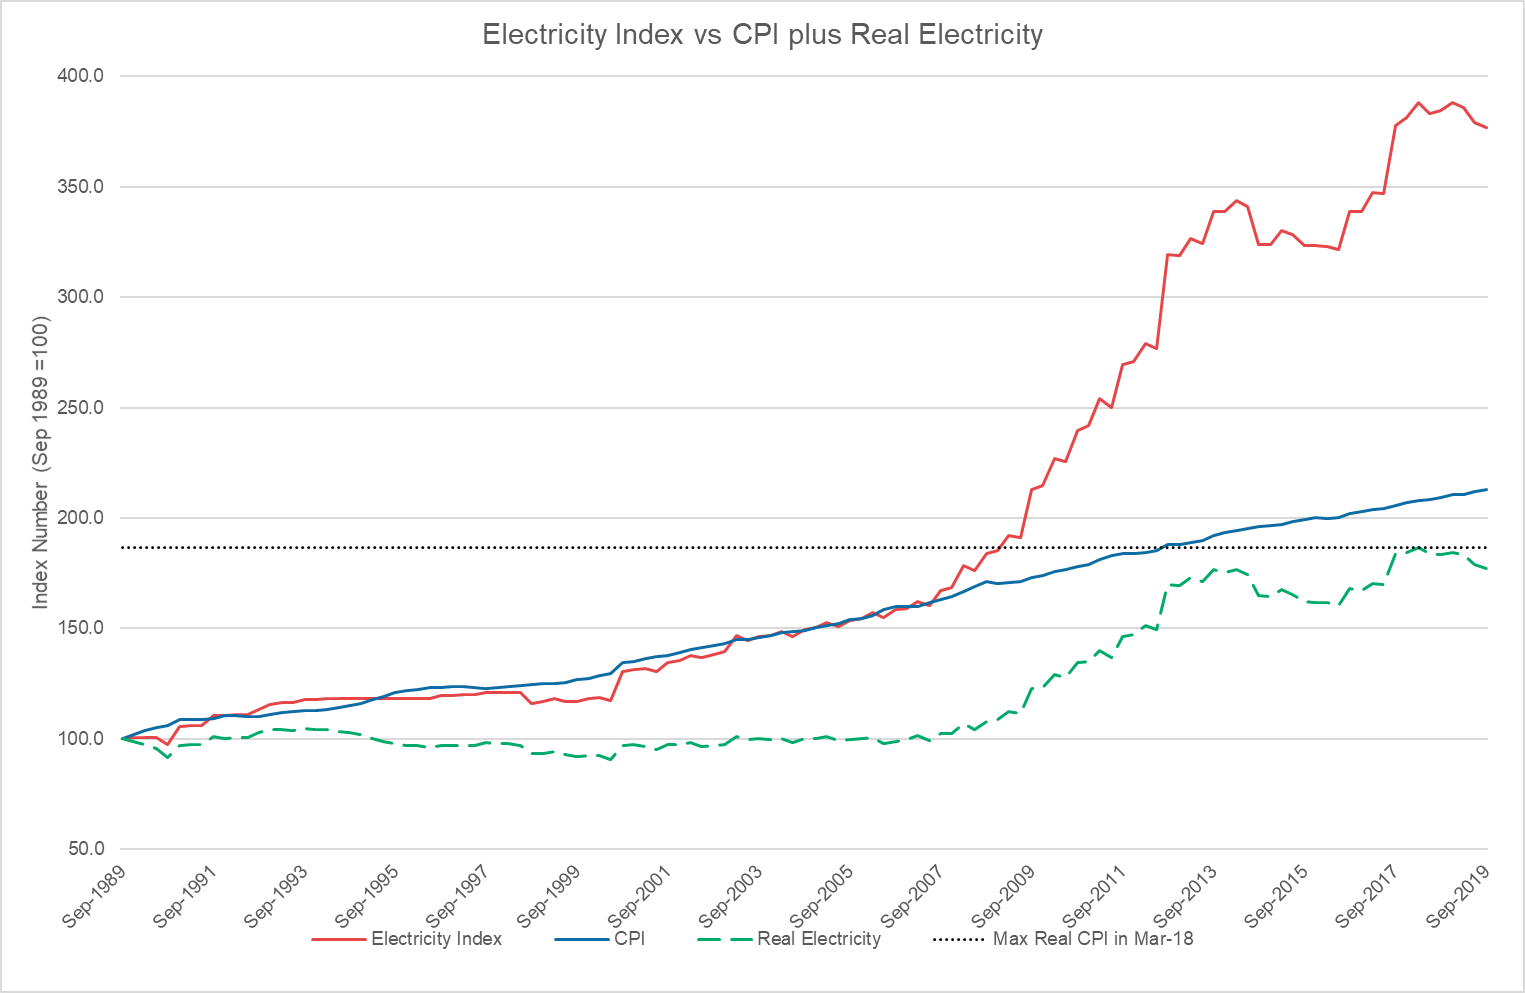 Electricity Index vs CPI plus Real Electricity
400.0
350.0
300.0
250.0
200.0
150.0
100.0
50.0
Index Number (Sep 1989 =100)
Sep-1989
Sep-1991
Sep-1993
Sep-1995
Sep-1997
Sep-1999
Sep-2001
Sep-2003
Sep-2005
Sep-2007
Sep-2009
Sep-2011
Sep-2013
Sep-2015
Sep-2017
Sep-2019
Electricity Index
CPI
Real Electricity
Max Real CPI in Mar-18